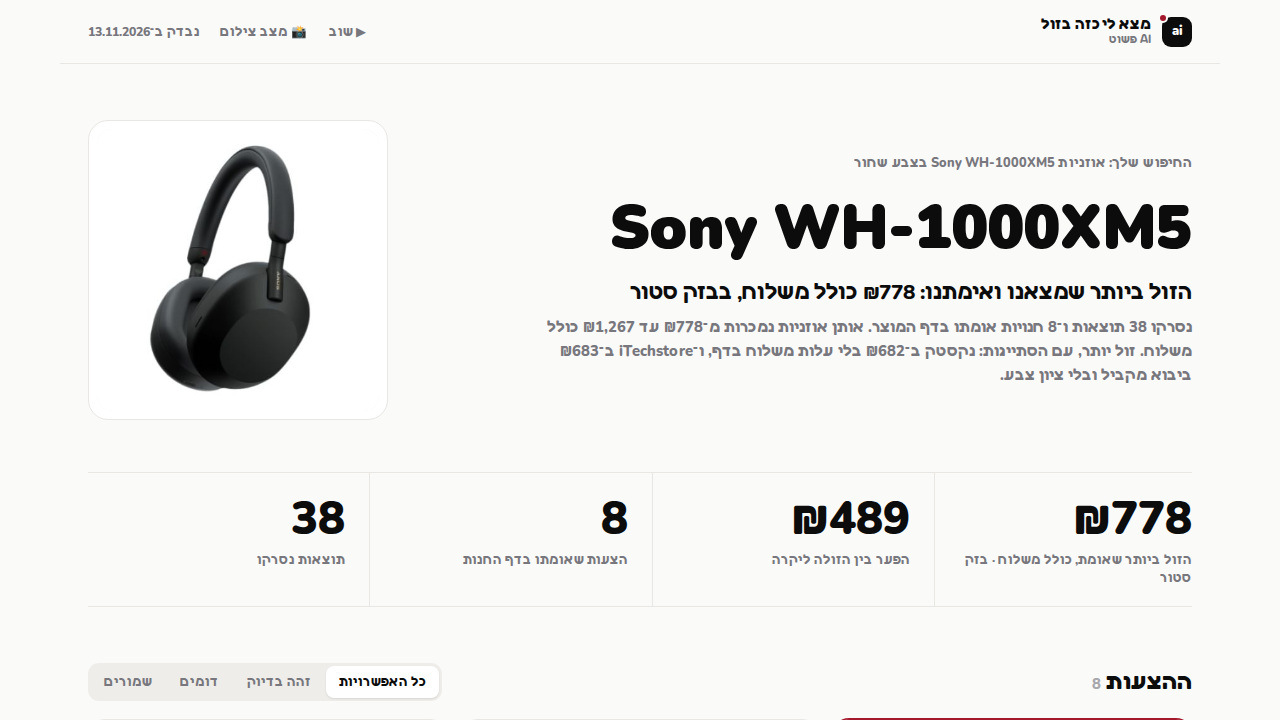 מצא לי כזה בזול
AI פשוט
ai
▶ שוב
📸 מצב צילום
נבדק ב־13.11.2026
החיפוש שלך: אוזניות Sony WH-1000XM5 בצבע שחור
Sony WH-1000XM5
הזול ביותר שמצאנו ואימתנו: ₪778 כולל משלוח, בבזק סטור
נסרקו 38 תוצאות ו־8 חנויות אומתו בדף המוצר. אותן אוזניות נמכרות מ־₪778 עד ₪1,267 כולל
משלוח. זול יותר, עם הסתייגות: נקסטק ב־₪682 בלי עלות משלוח בדף, ו־iTechstore ב־₪683
ביבוא מקביל ובלי ציון צבע.
₪778
הזול ביותר שאומת, כולל משלוח · בזק
סטור
₪489
הפער בין הזולה ליקרה
8
הצעות שאומתו בדף החנות
38
תוצאות נסרקו
ההצעות 8
כל האפשרויות
זהה בדיוק
דומים
שמורים